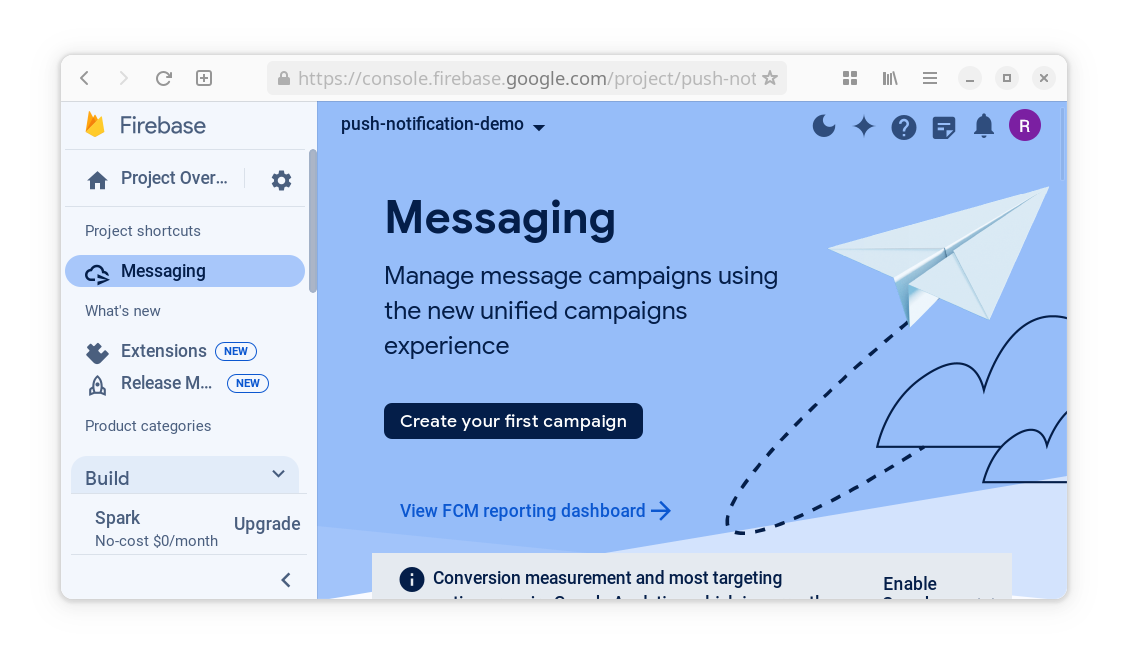 https://console.firebase.google.com/project/push-not
Firebase
push-notification-demo
R
Project Over…
Project shortcuts
Messaging
What's new
Extensions NEW
Release M… NEW
Product categories
Build
Spark
No-cost $0/month
Upgrade
Messaging
Manage message campaigns using
the new unified campaigns
experience
Create your first campaign
View FCM reporting dashboard
Conversion measurement and most targeting
Enable